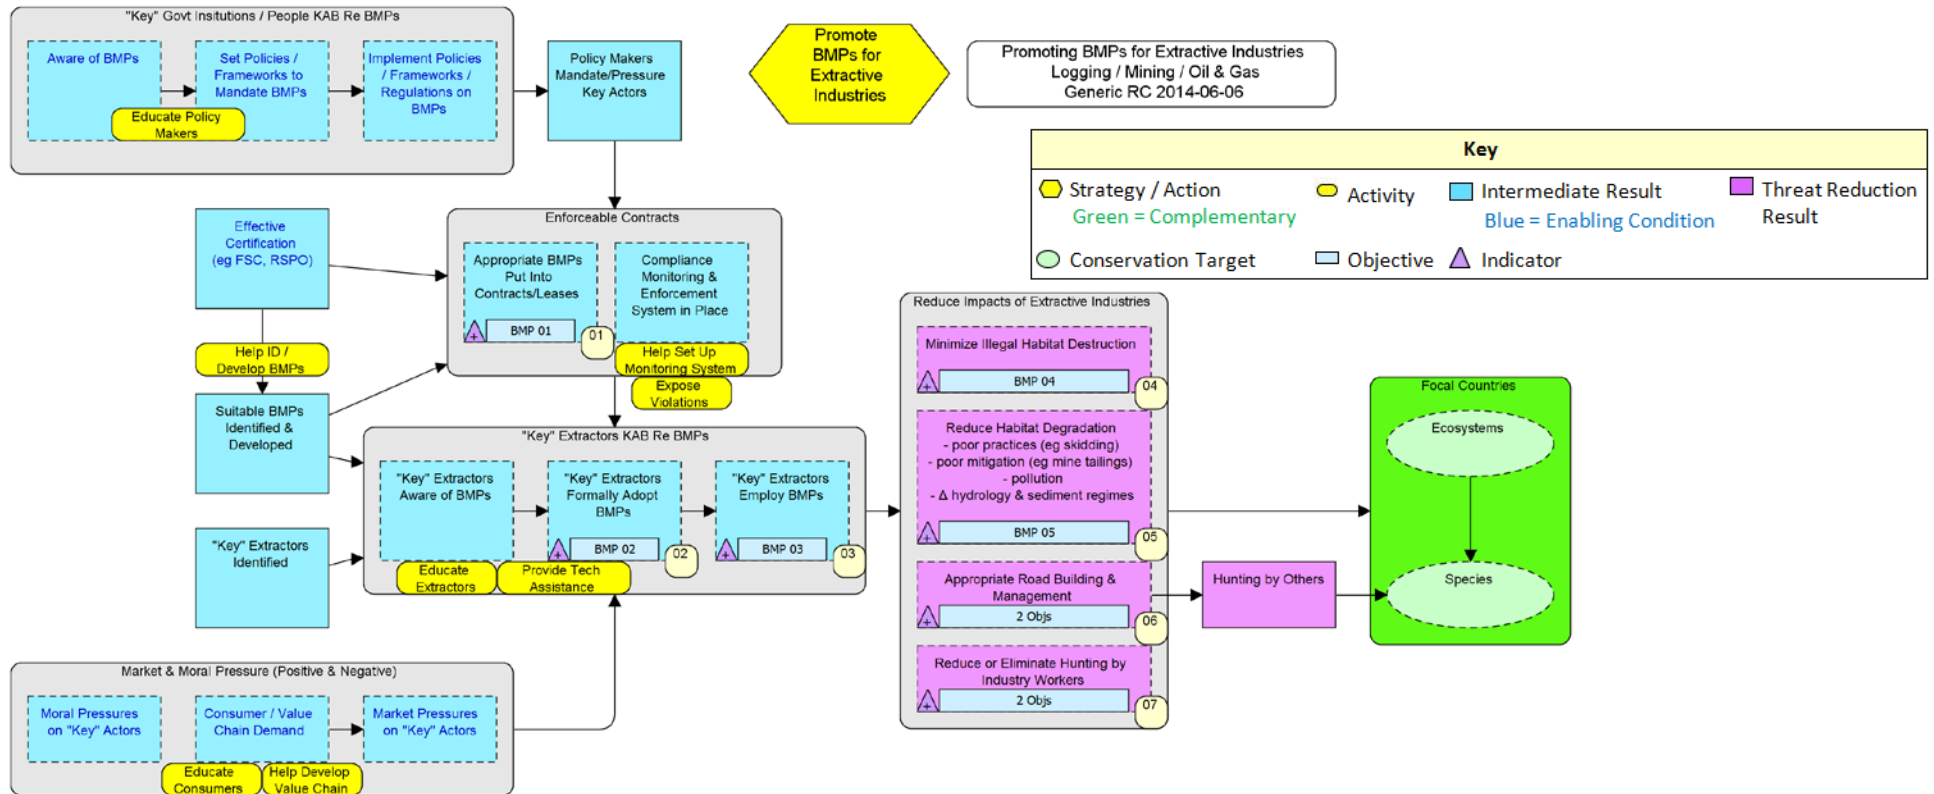 "Key" Govt Insitutions / People KAB Re BMPs
Aware of BMPs
Set Policies /
Frameworks to
Mandate BMPs
Implement Policies
/ Frameworks /
Regulations on
BMPs
Educate Policy
Makers
Policy Makers
Mandate/Pressure
Key Actors
Promote
BMPs for
Extractive
Industries
Promoting BMPs for Extractive Industries
Logging / Mining / Oil & Gas
Generic RC 2014-06-06
Key
Strategy / Action
Green = Complementary
Activity
Intermediate Result
Blue = Enabling Condition
Threat Reduction
Result
Conservation Target
Objective
Indicator
Effective
Certification
(eg FSC, RSPO)
Help ID /
Develop BMPs
Suitable BMPs
Identified &
Developed
"Key" Extractors
Identified
Enforceable Contracts
Appropriate BMPs
Put Into
Contracts/Leases
BMP 01
01
Compliance
Monitoring &
Enforcement
System in Place
Help Set Up
Monitoring System
Expose
Violations
"Key" Extractors KAB Re BMPs
"Key" Extractors
Aware of BMPs
"Key" Extractors
Formally Adopt
BMPs
BMP 02
02
"Key" Extractors
Employ BMPs
BMP 03
03
Educate
Extractors
Provide Tech
Assistance
Market & Moral Pressure (Positive & Negative)
Moral Pressures
on "Key" Actors
Consumer / Value
Chain Demand
Market Pressures
on "Key" Actors
Educate
Consumers
Help Develop
Value Chain
Reduce Impacts of Extractive Industries
Minimize Illegal Habitat Destruction
BMP 04
04
Reduce Habitat Degradation
- poor practices (eg skidding)
- poor mitigation (eg mine tailings)
- pollution
- Δ hydrology & sediment regimes
BMP 05
05
Appropriate Road Building &
Management
2 Objs
06
Reduce or Eliminate Hunting by
Industry Workers
2 Objs
07
Hunting by Others
Focal Countries
Ecosystems
Species